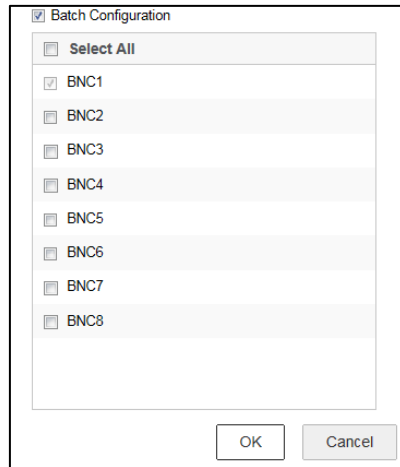 Batch Configuration
Select All
BNC1
BNC2
BNC3
BNC4
BNC5
BNC6
BNC7
BNC8
OK Cancel